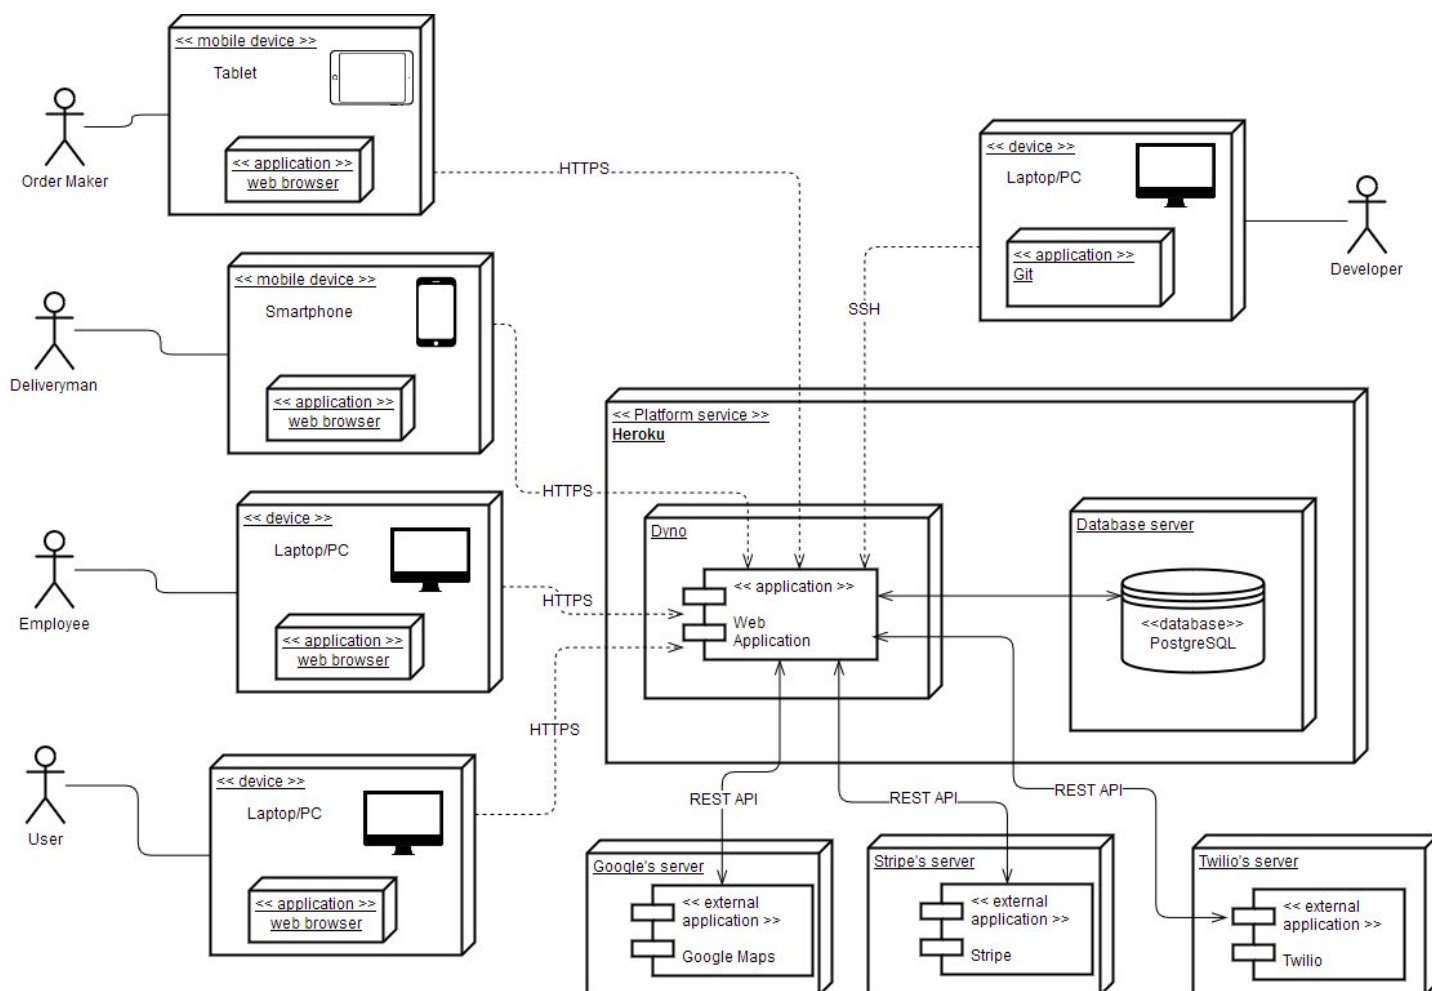 << mobile device >>
Tablet
<< application >>
web browser
Order Maker
HTTPS
<< device >>
Laptop/PC
<< application >>
Git
Developer
<< mobile device >>
Smartphone
<< application >>
web browser
Deliveryman
SSH
HTTPS
<< Platform service >>
Heroku
<< device >>
Laptop/PC
<< application >>
web browser
Employee
HTTPS
Dyno
<< application >>
Web
Application
Database server
<<database>>
PostgreSQL
HTTPS
<< device >>
Laptop/PC
<< application >>
web browser
User
REST API
REST API
REST API
Google's server
<< external
application >>
Google Maps
Stripe's server
<< external
application >>
Stripe
Twilio's server
<< external
application >>
Twilio